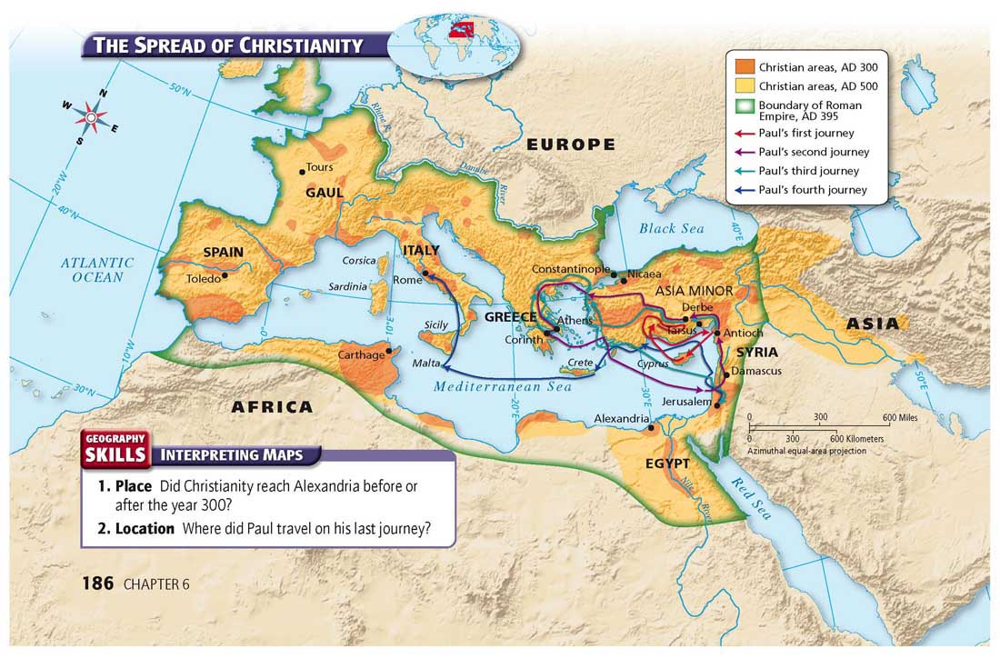 THE SPREAD OF CHRISTIANITY
Christian areas, AD 300
Christian areas, AD 500
Boundary of Roman
Empire, AD 395
Paul's first journey
Paul's second journey
Paul's third journey
Paul's fourth journey
N
W
E
S
50°N
20°W
40°N
10°W
30°N
0°
10°E
20°E
30°E
40°E
50°E
EUROPE
Rhine R.
Danube
River
Tours
GAUL
Black Sea
ATLANTIC
OCEAN
SPAIN
Toledo
Corsica
Sardinia
ITALY
Rome
Constantinople
Nicaea
ASIA MINOR
Derbe
Tarsus
GREECE
Athens
Corinth
Antioch
ASIA
SYRIA
Sicily
Malta
Crete
Cyprus
Carthage
Damascus
Mediterranean Sea
Jerusalem
AFRICA
Alexandria
0 300 600 Miles
0 300 600 Kilometers
Azimuthal equal-area projection
EGYPT
Nile
River
Red Sea
GEOGRAPHY
SKILLS
INTERPRETING MAPS
1. Place Did Christianity reach Alexandria before or
after the year 300?
2. Location Where did Paul travel on his last journey?
186 CHAPTER 6